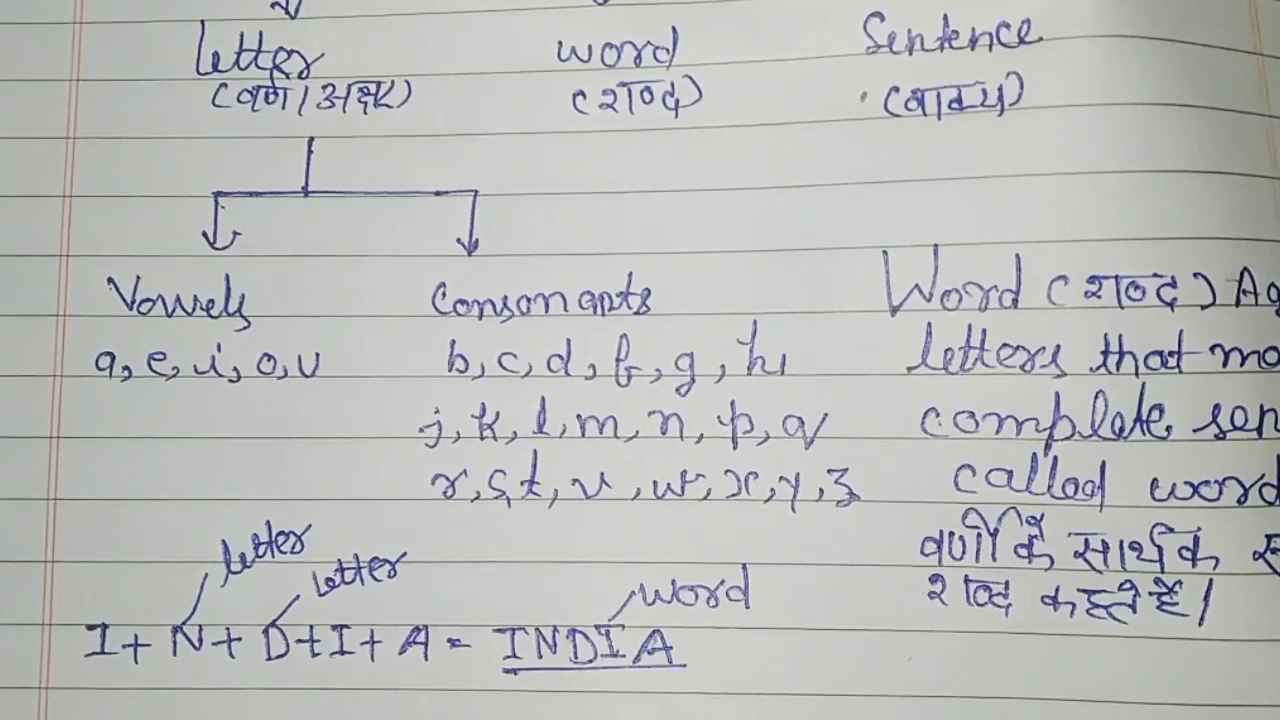 letter word Sentence
(वर्ण/अक्षर) (शब्द) (वाक्य)
Vowels Consonants
a, e, i, o, u b, c, d, f, g, h
j, k, l, m, n, p, q
r, s, t, v, w, x, y, z
Word (शब्द)
letters that
complete
called word
वर्णों के सार्थक
शब्द कहते हैं।
letter
letter
word
I + N + D + I + A = INDIA